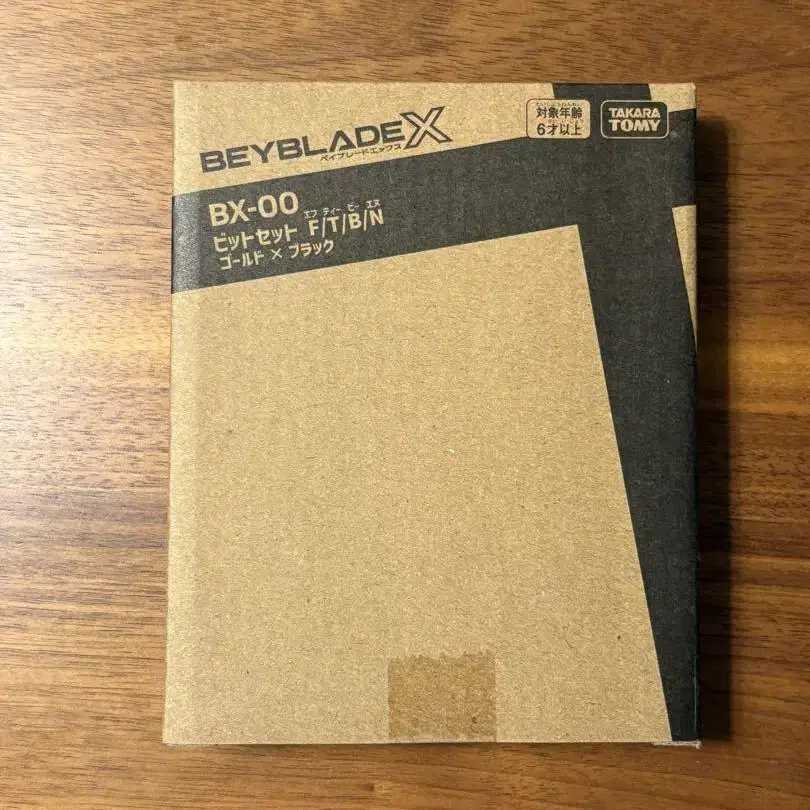 BEYBLADE X
ベイブレードエックス
対象年齢
6才以上
TAKARA
TOMY
BX-00
エフ ティー ビー エヌ
ビットセット F/T/B/N
ゴールド × ブラック